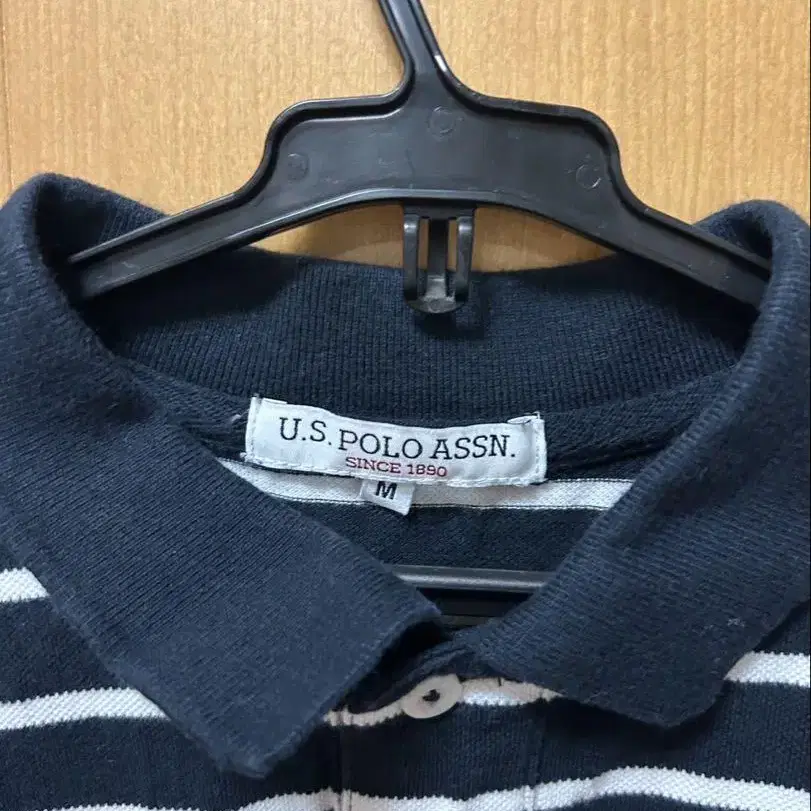 U.S. POLO ASSN.
SINCE 1890
M